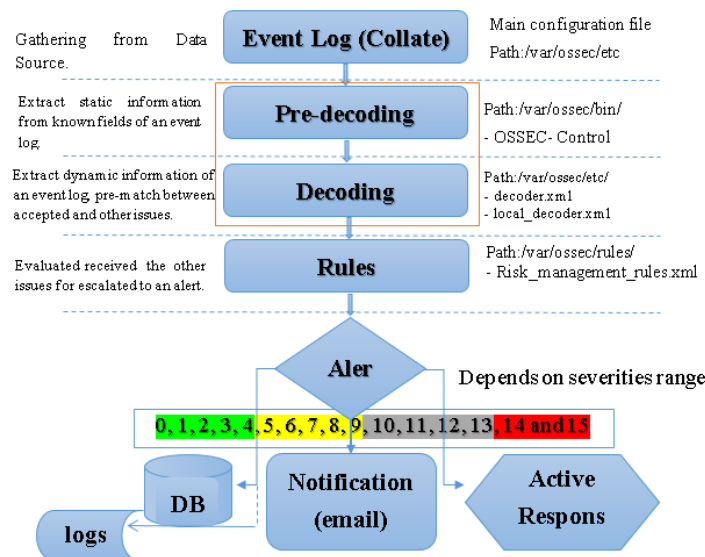 Gathering from Data
Source.
Event Log (Collate)
Main configuration file
Path:/var/ossec/etc
Extract static information
from known fields of an event
log,
Pre-decoding
Path:/var/ossec/bin/
- OSSEC- Control
Extract dynamic information of
an event log, pre-match between
accepted and other issues.
Decoding
Path:/var/ossec/etc/
- decoder.xml
- local_decoder.xml
Evaluated received the other
issues for escalated to an alert.
Rules
Path:/var/ossec/rules/
- Risk_management_rules.xml
Aler
Depends on severities range
0, 1, 2, 3, 4, 5, 6, 7, 8, 9, 10, 11, 12, 13, 14 and 15
DB
logs
Notification
(email)
Active
Respons